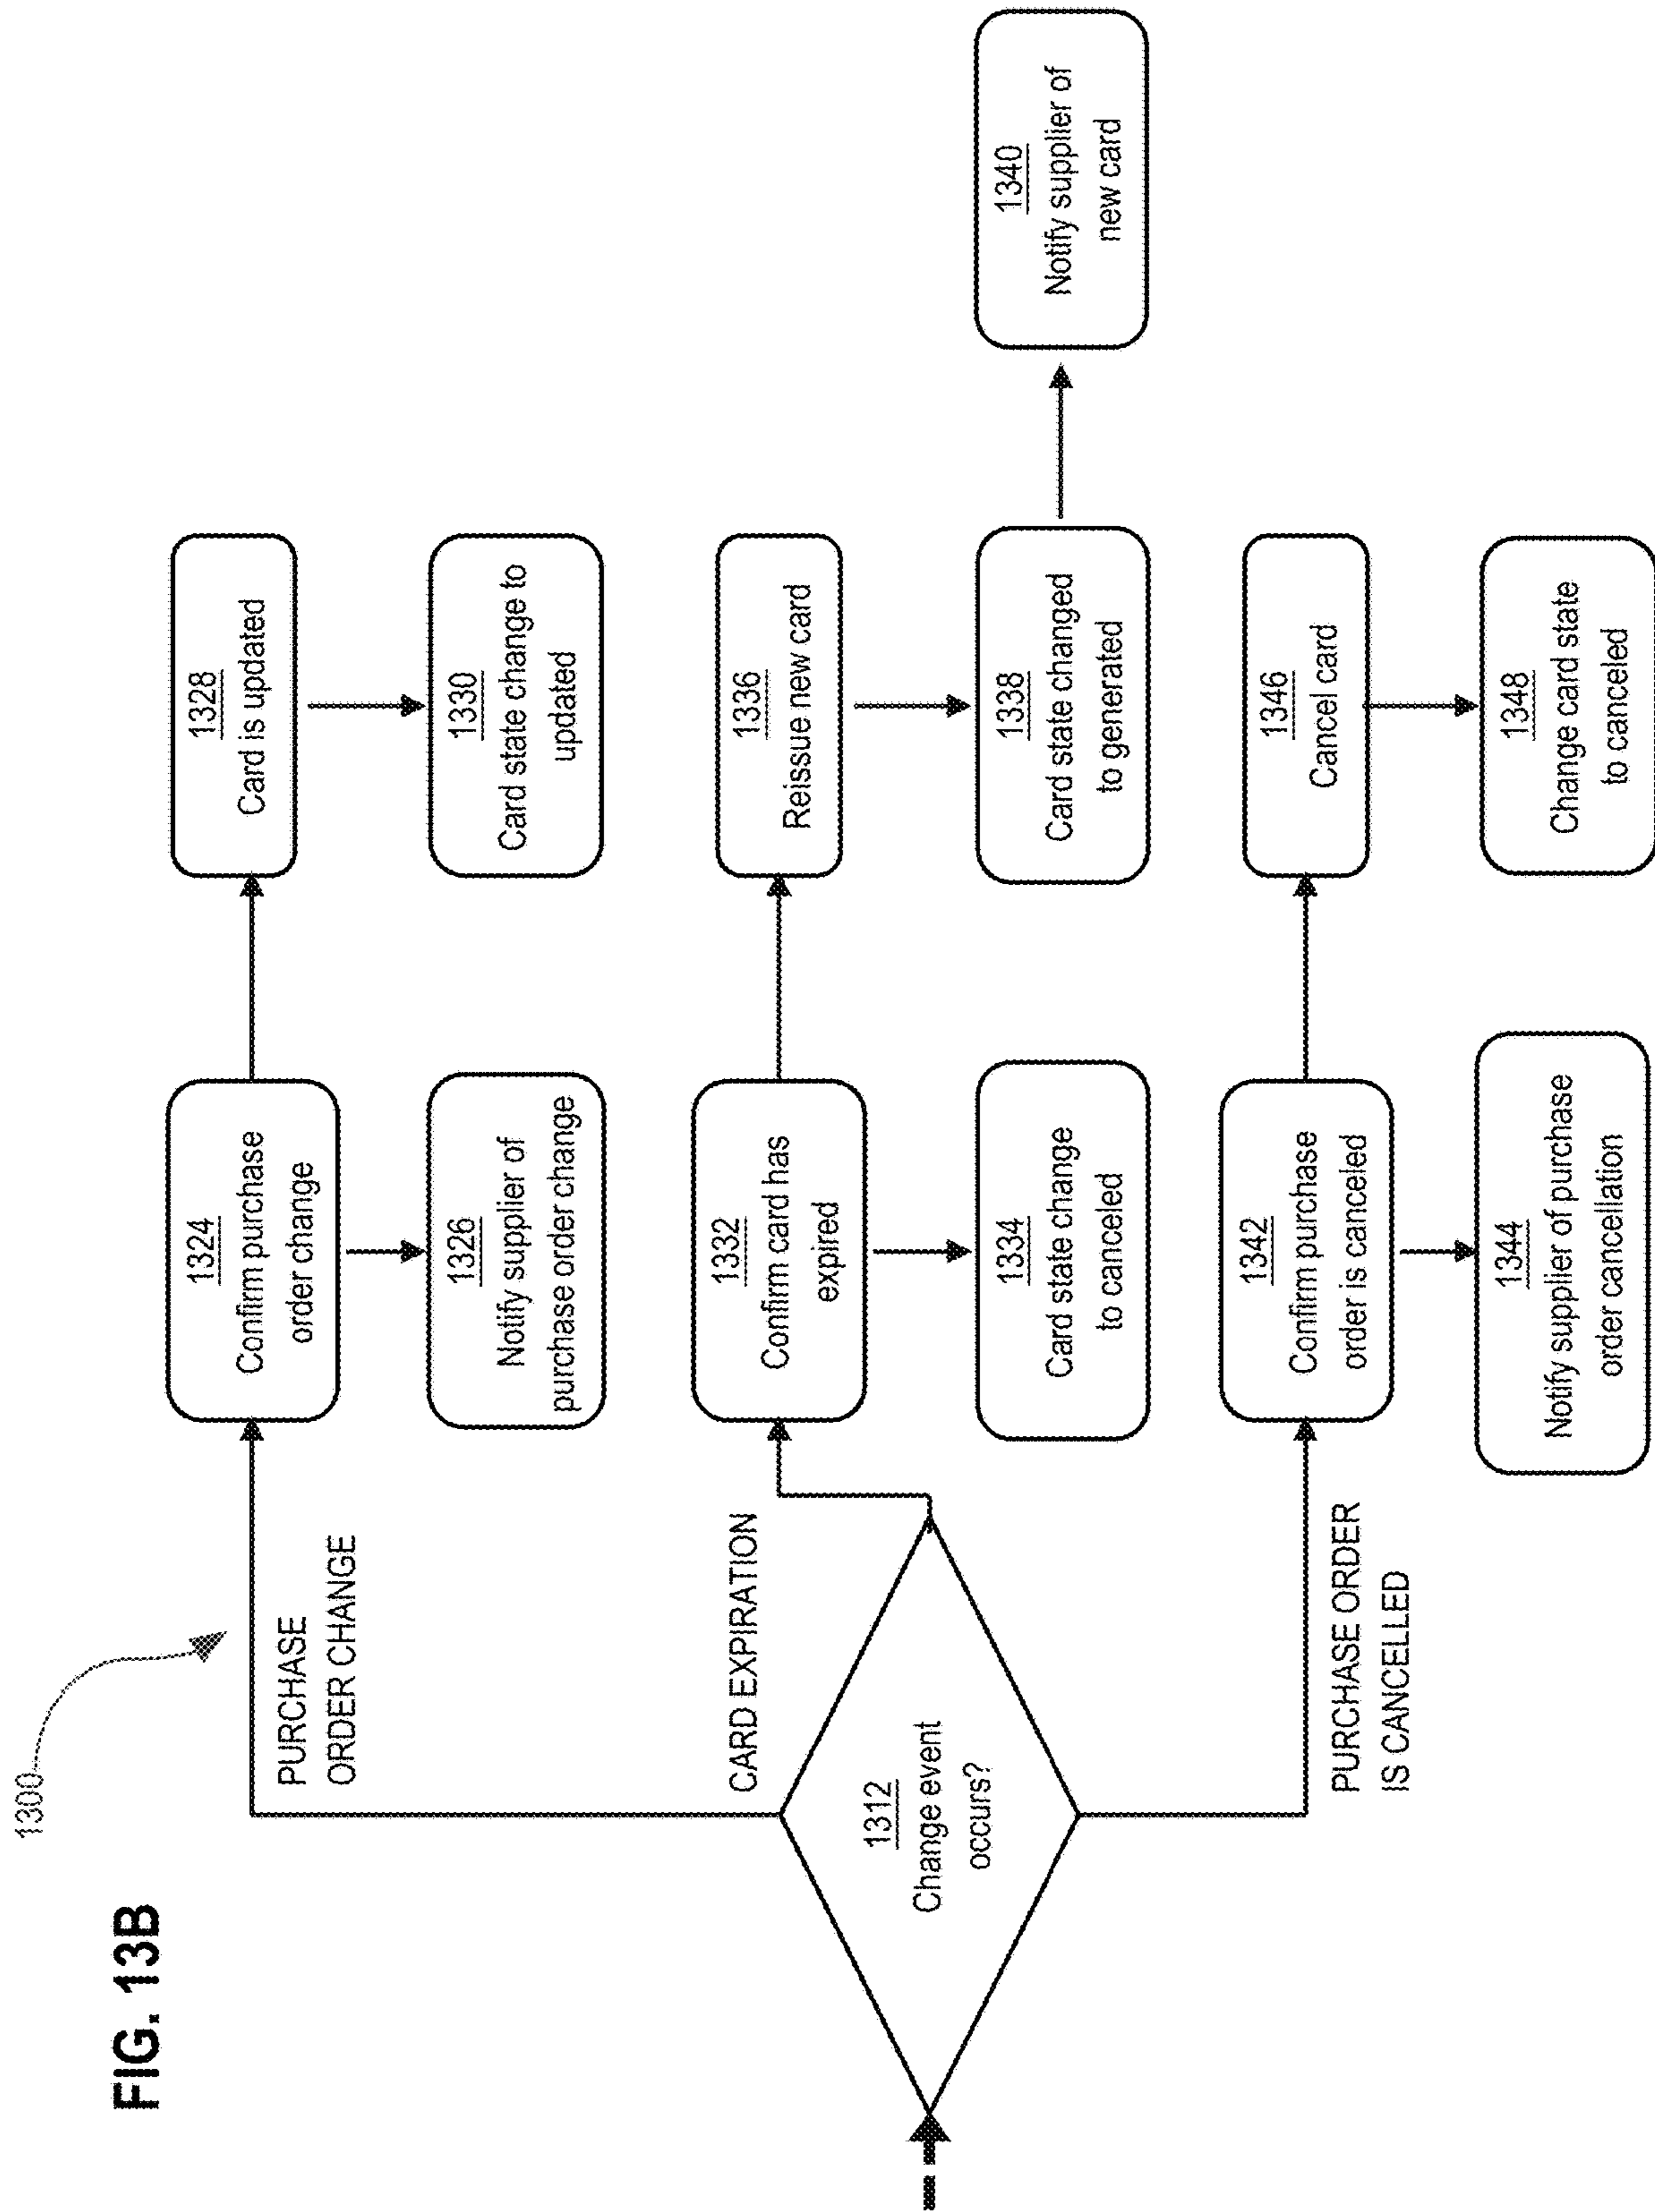 FIG. 13B
1300
PURCHASE
ORDER CHANGE
1324
Confirm purchase
order change
1328
Card is updated
1326
Notify supplier of
purchase order change
1330
Card state change to
updated
CARD EXPIRATION
1332
Confirm card has
expired
1336
Reissue new card
1312
Change event
occurs?
1334
Card state change
to canceled
1338
Card state changed
to generated
1340
Notify supplier of
new card
PURCHASE ORDER
IS CANCELLED
1342
Confirm purchase
order is canceled
1346
Cancel card
1344
Notify supplier of purchase
order cancellation
1348
Change card state
to canceled